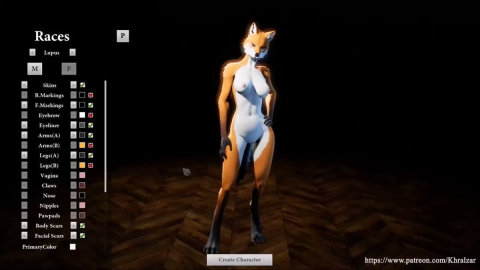 Races
P
Lupus
M F
Skins
B.Markings
F.Markings
Eyebrow
Eyeliner
Arms(A)
Arms(B)
Legs(A)
Legs(B)
Vagina
Claws
Nose
Nipples
Pawpads
Body Scars
Facial Scars
PrimaryColor
Create Character
https://www.patreon.com/Khralzar